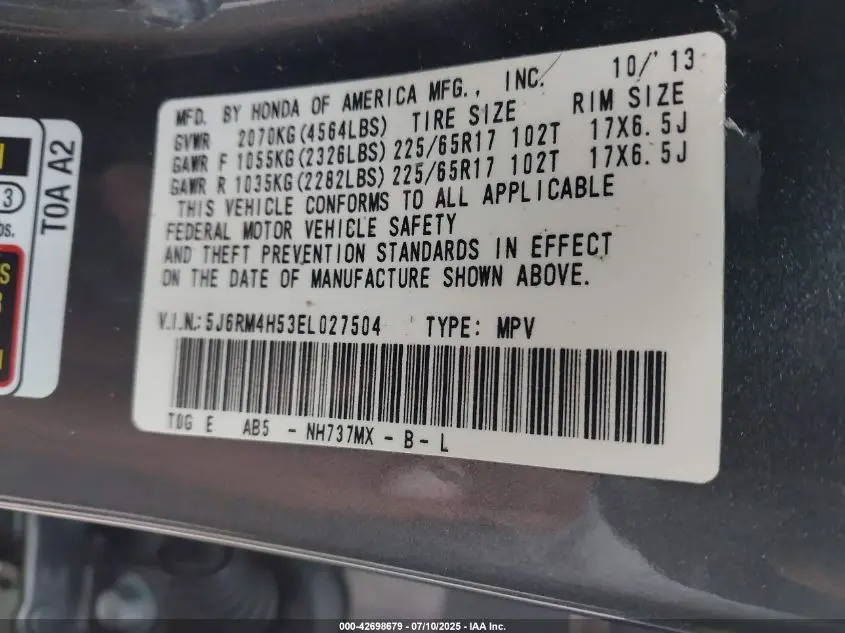 MFD. BY HONDA OF AMERICA MFG., INC. 10/'13
GVWR 2070KG(4564LBS) TIRE SIZE RIM SIZE
GAWR F 1055KG(2326LBS) 225/65R17 102T 17X6.5J
GAWR R 1035KG(2282LBS) 225/65R17 102T 17X6.5J
THIS VEHICLE CONFORMS TO ALL APPLICABLE
FEDERAL MOTOR VEHICLE SAFETY
AND THEFT PREVENTION STANDARDS IN EFFECT
ON THE DATE OF MANUFACTURE SHOWN ABOVE.
V.I.N.: 5J6RM4H53EL027504 TYPE: MPV
T0G E AB5 - NH737MX - B - L
T0A A2
3
000-42698679 - 07/10/2025 - IAA Inc.